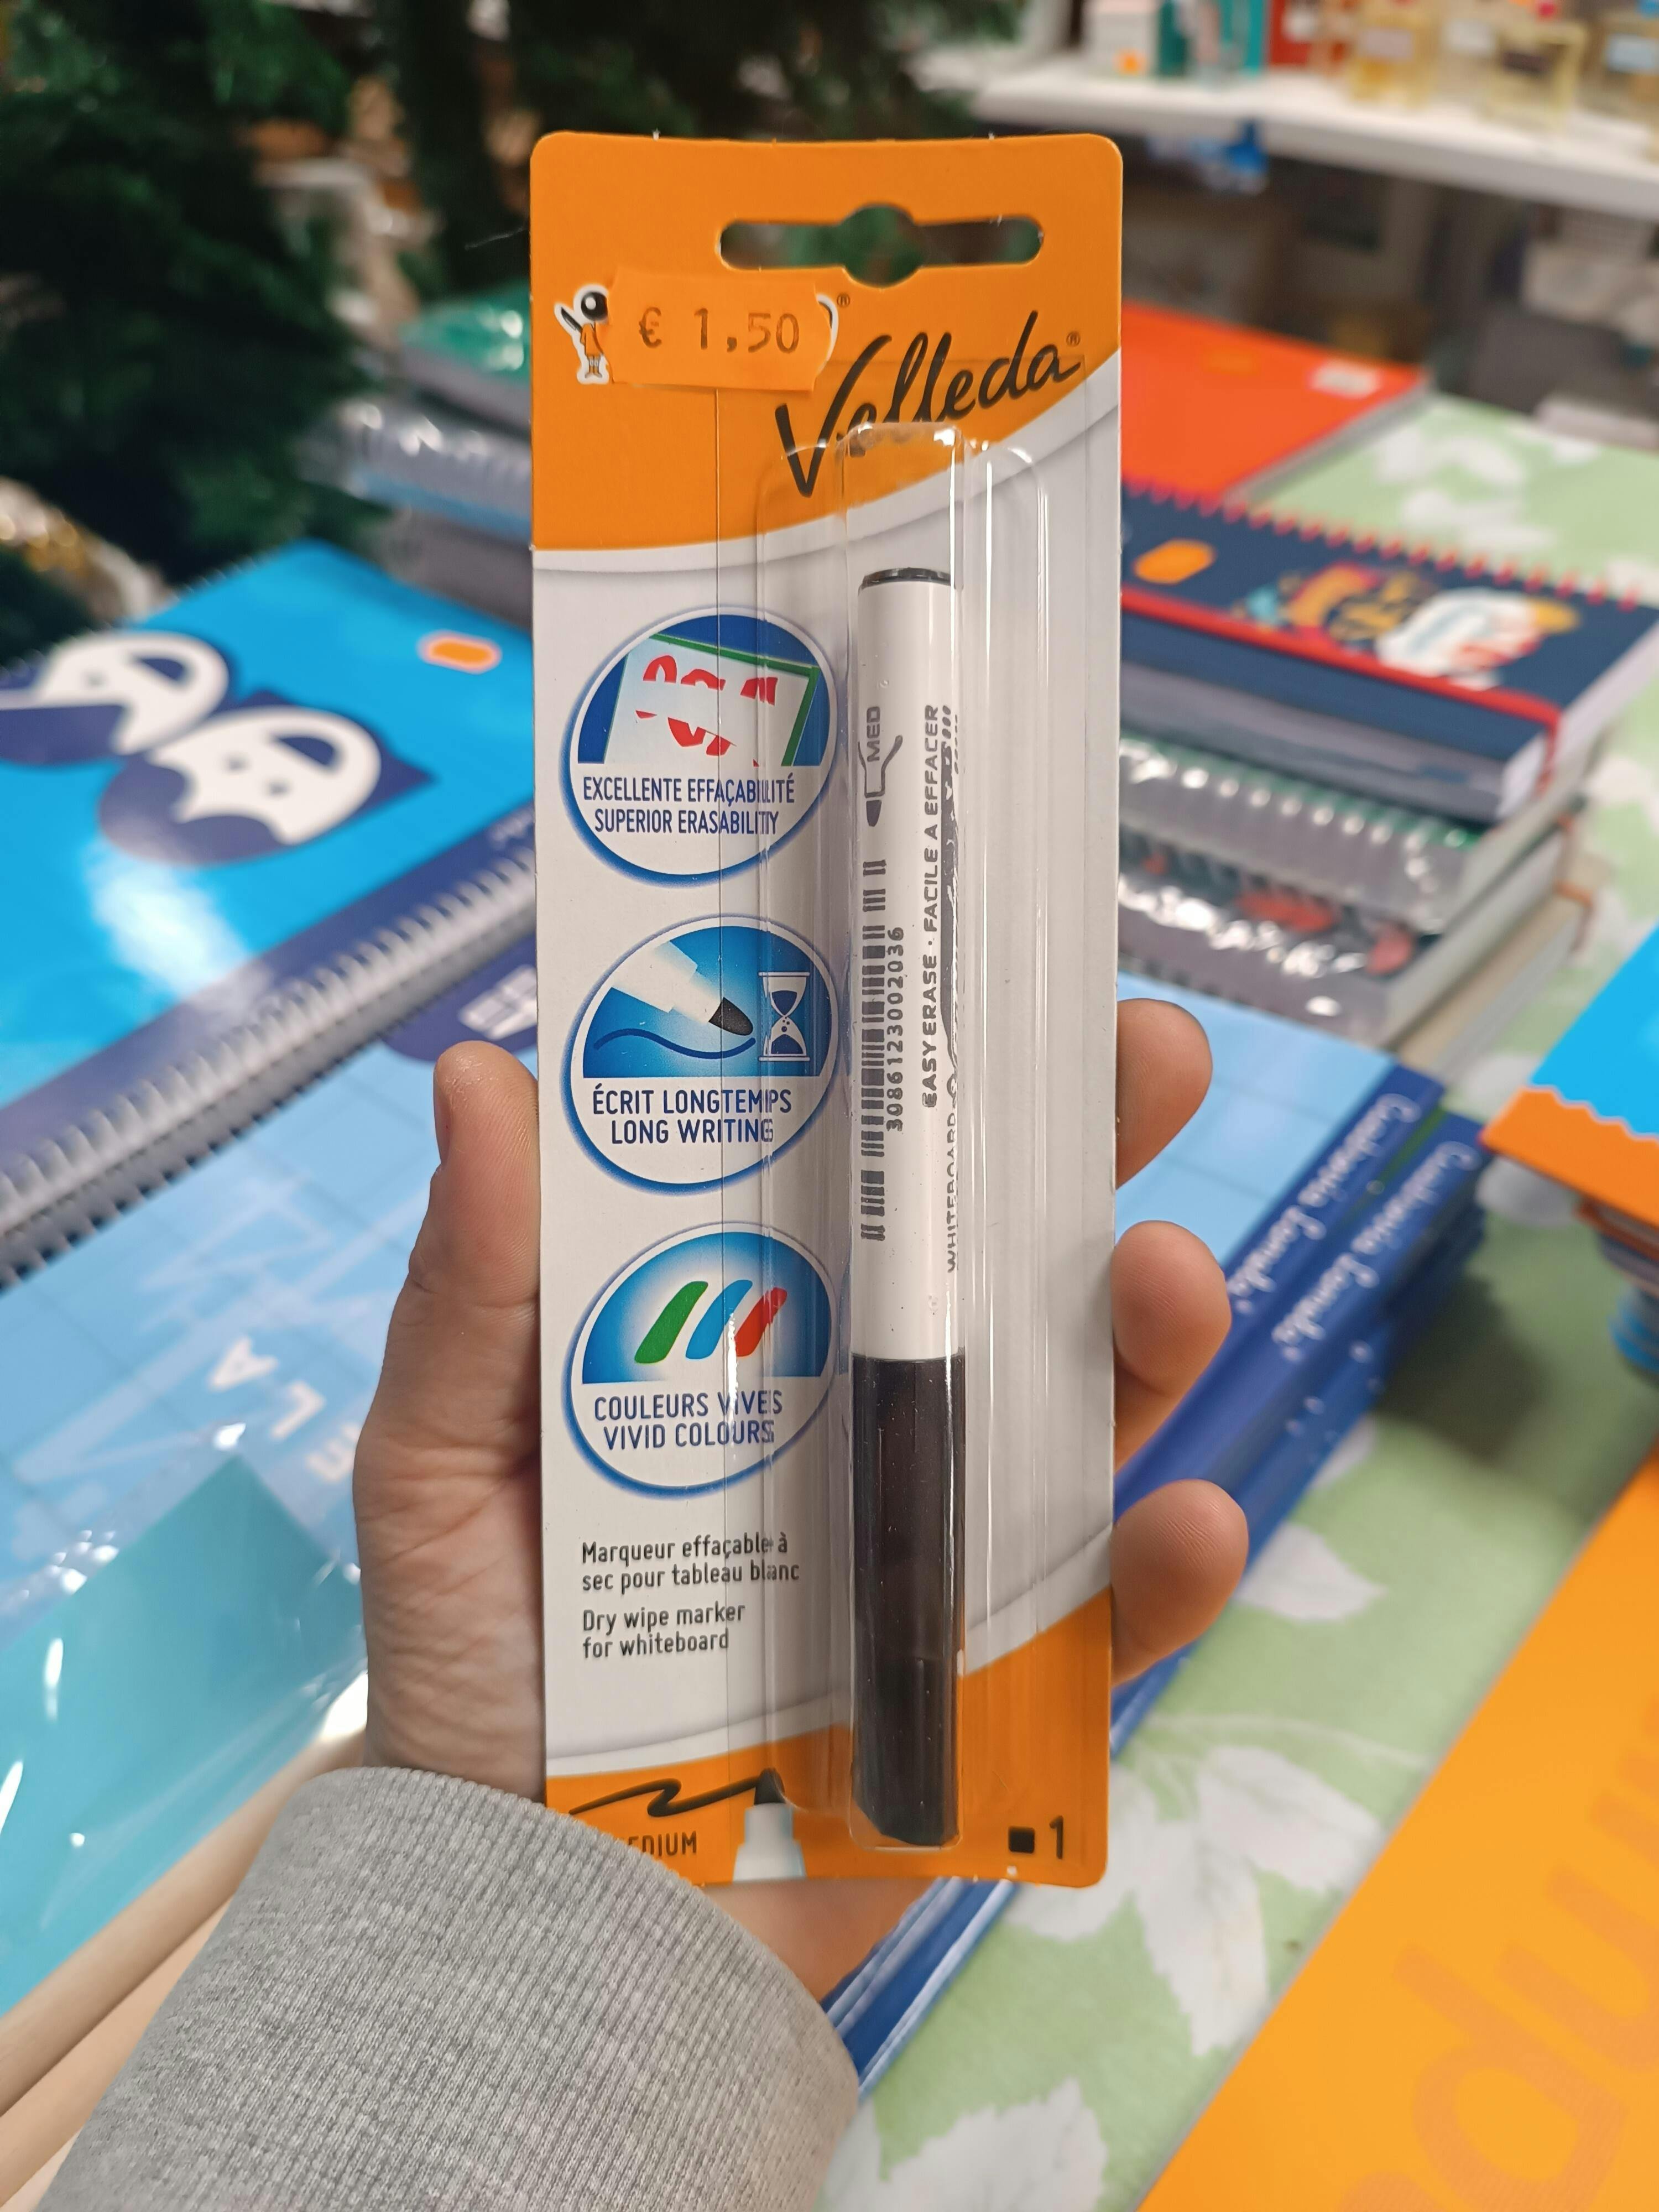 € 1,50
®
Velleda®
EXCELLENTE EFFAÇABILITÉ
SUPERIOR ERASABILITY
ÉCRIT LONGTEMPS
LONG WRITING
COULEURS VIVES
VIVID COLOURS
Marqueur effaçable à
sec pour tableau blanc
Dry wipe marker
for whiteboard
MED
3086123002036
EASY ERASE · FACILE A EFFACER
WHITEBOARD
1